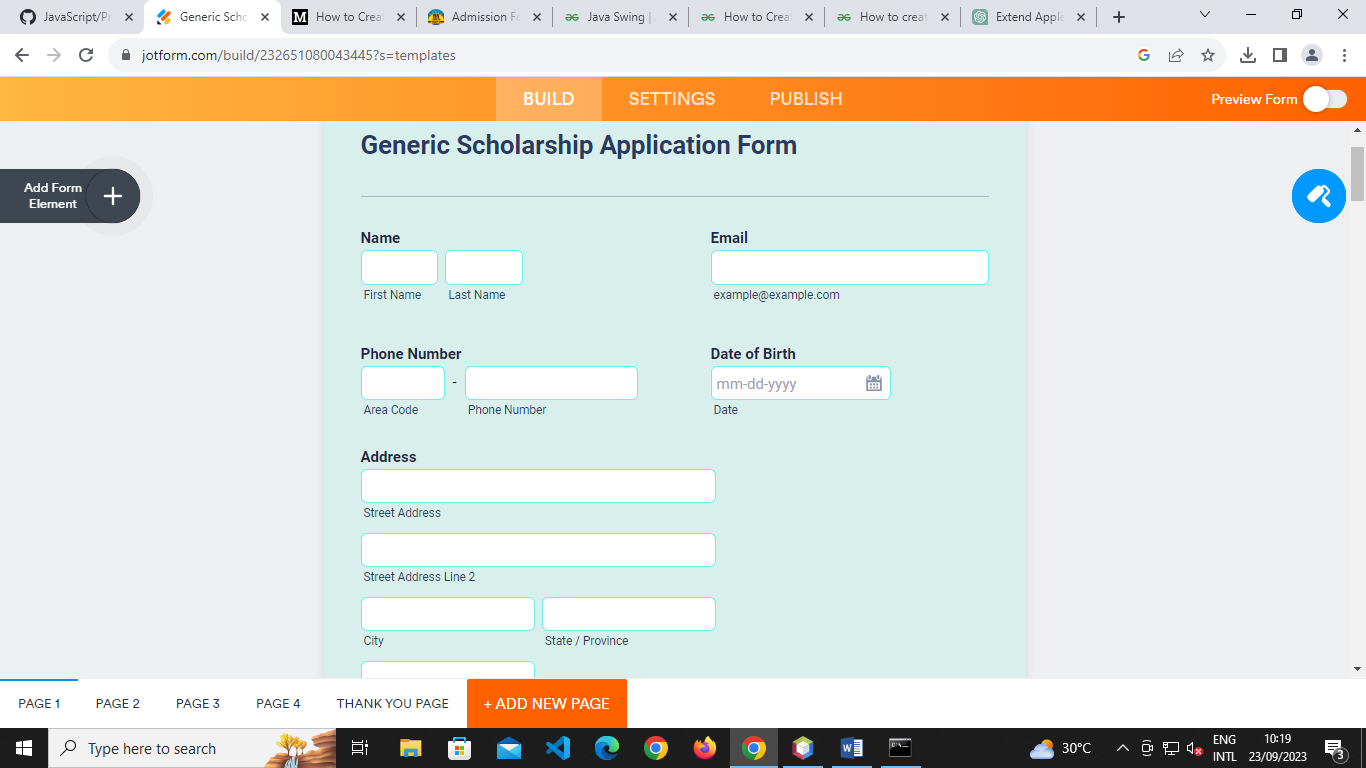 JavaScript/Pr
Generic Scho
How to Crea
Admission Fo
Java Swing |
How to Crea
How to creat
Extend Apple
jotform.com/build/232651080043445?s=templates
BUILD
SETTINGS
PUBLISH
Preview Form
Generic Scholarship Application Form
Add Form
Element
Name
Email
First Name
Last Name
example@example.com
Phone Number
Date of Birth
-
mm-dd-yyyy
Area Code
Phone Number
Date
Address
Street Address
Street Address Line 2
City
State / Province
PAGE 1
PAGE 2
PAGE 3
PAGE 4
THANK YOU PAGE
+ ADD NEW PAGE
Type here to search
30°C
ENG
INTL
10:19
23/09/2023
3